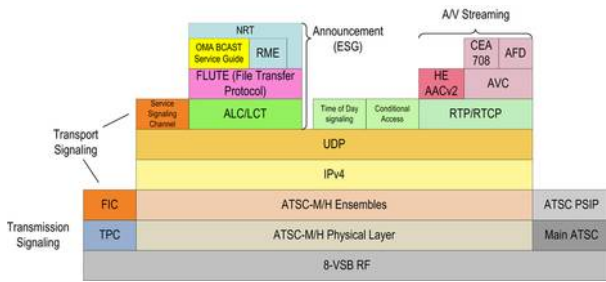 A/V Streaming
NRT
Announcement
(ESG)
OMA BCAST
Service Guide
RME
CEA
708
AFD
FLUTE (File Transfer
Protocol)
HE
AACv2
AVC
Service
Signaling
Channel
ALC/LCT
Time of Day
signaling
Conditional
Access
RTP/RTCP
Transport
Signaling
UDP
IPv4
FIC
ATSC-M/H Ensembles
ATSC PSIP
Transmission
Signaling
TPC
ATSC-M/H Physical Layer
Main ATSC
8-VSB RF